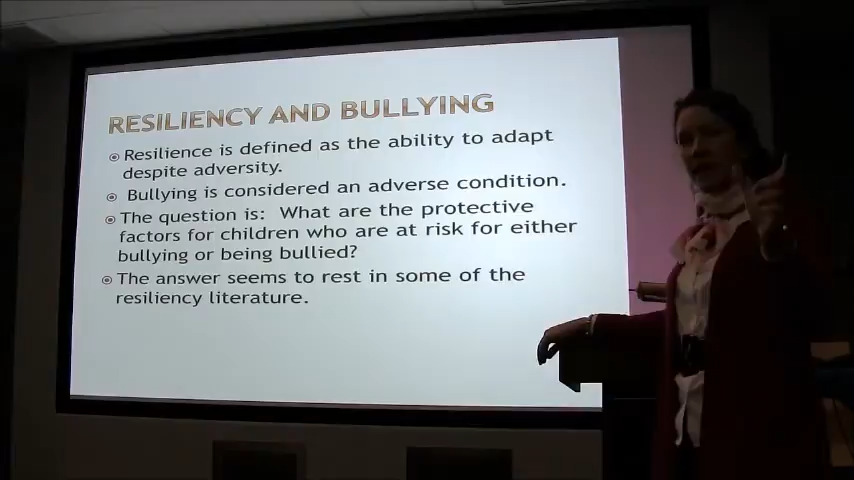 RESILIENCY AND BULLYING
Resilience is defined as the ability to adapt
despite adversity.
Bullying is considered an adverse condition.
The question is: What are the protective
factors for children who are at risk for either
bullying or being bullied?
The answer seems to rest in some of the
resiliency literature.